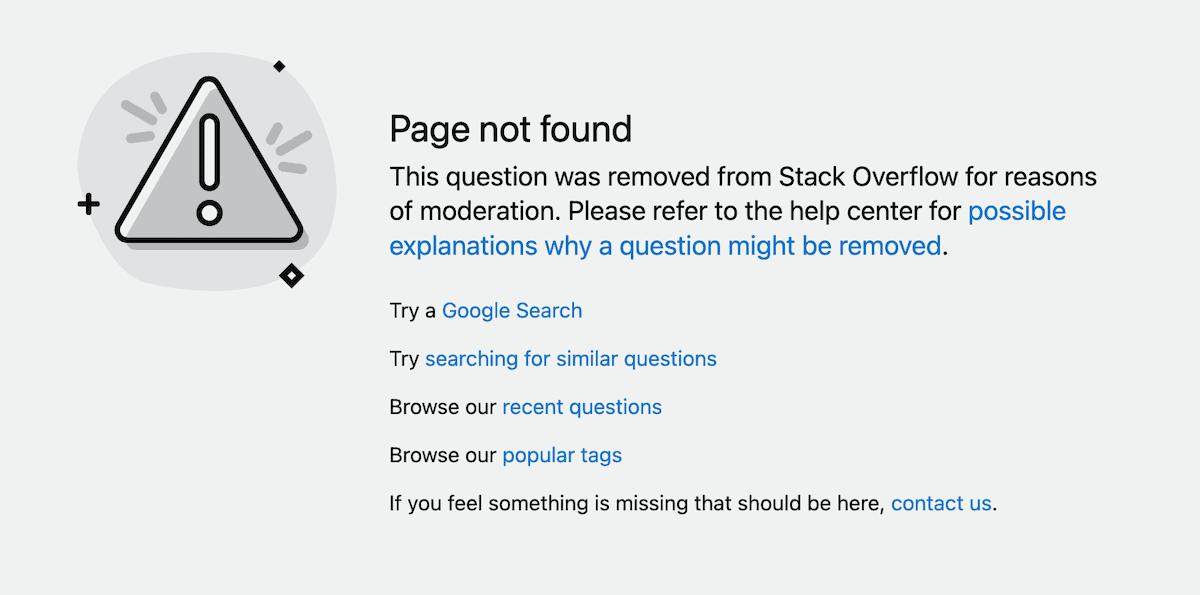 Page not found
This question was removed from Stack Overflow for reasons
of moderation. Please refer to the help center for possible
explanations why a question might be removed.
Try a Google Search
Try searching for similar questions
Browse our recent questions
Browse our popular tags
If you feel something is missing that should be here, contact us.